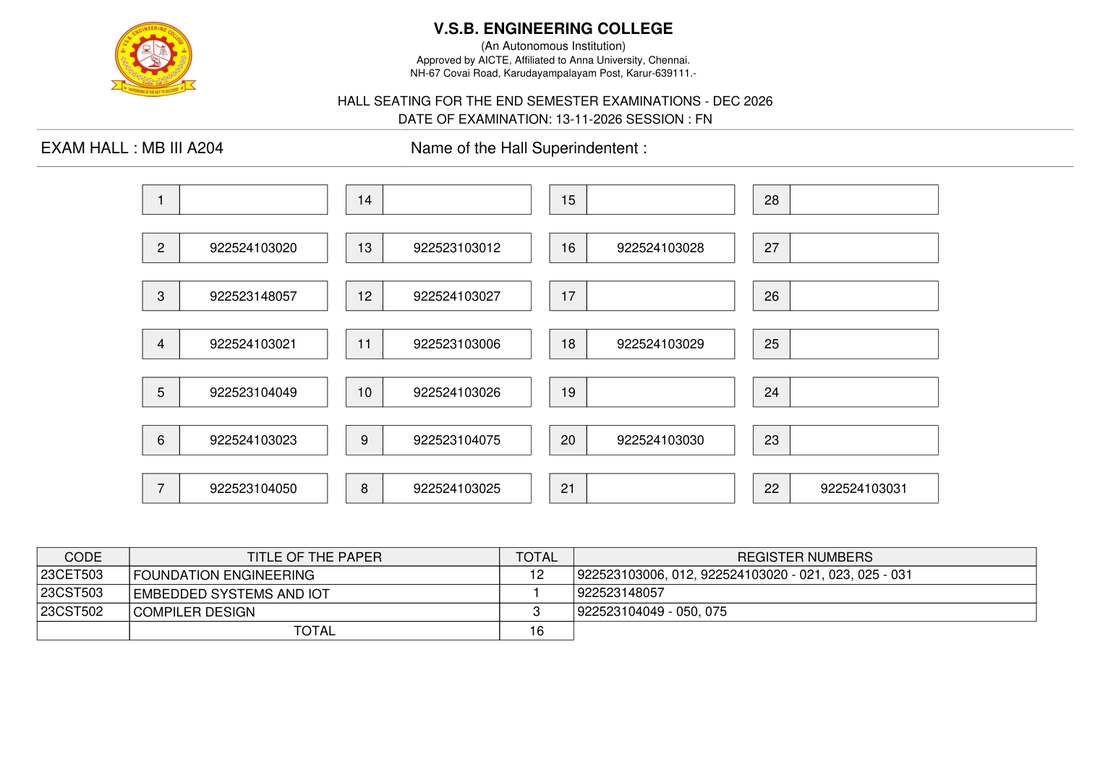 V.S.B. ENGINEERING COLLEGE
(An Autonomous Institution)
Approved by AICTE, Affiliated to Anna University, Chennai.
NH-67 Covai Road, Karudayampalayam Post, Karur-639111.-
HALL SEATING FOR THE END SEMESTER EXAMINATIONS - DEC 2026
DATE OF EXAMINATION: 13-11-2026 SESSION : FN
EXAM HALL : MB III A204 Name of the Hall Superindentent :
1 14 15 28
2 922524103020 13 922523103012 16 922524103028 27
3 922523148057 12 922524103027 17 26
4 922524103021 11 922523103006 18 922524103029 25
5 922523104049 10 922524103026 19 24
6 922524103023 9 922523104075 20 922524103030 23
7 922523104050 8 922524103025 21 22 922524103031
CODE TITLE OF THE PAPER TOTAL REGISTER NUMBERS
23CET503 FOUNDATION ENGINEERING 12 922523103006, 012, 922524103020 - 021, 023, 025 - 031
23CST503 EMBEDDED SYSTEMS AND IOT 1 922523148057
23CST502 COMPILER DESIGN 3 922523104049 - 050, 075
TOTAL 16